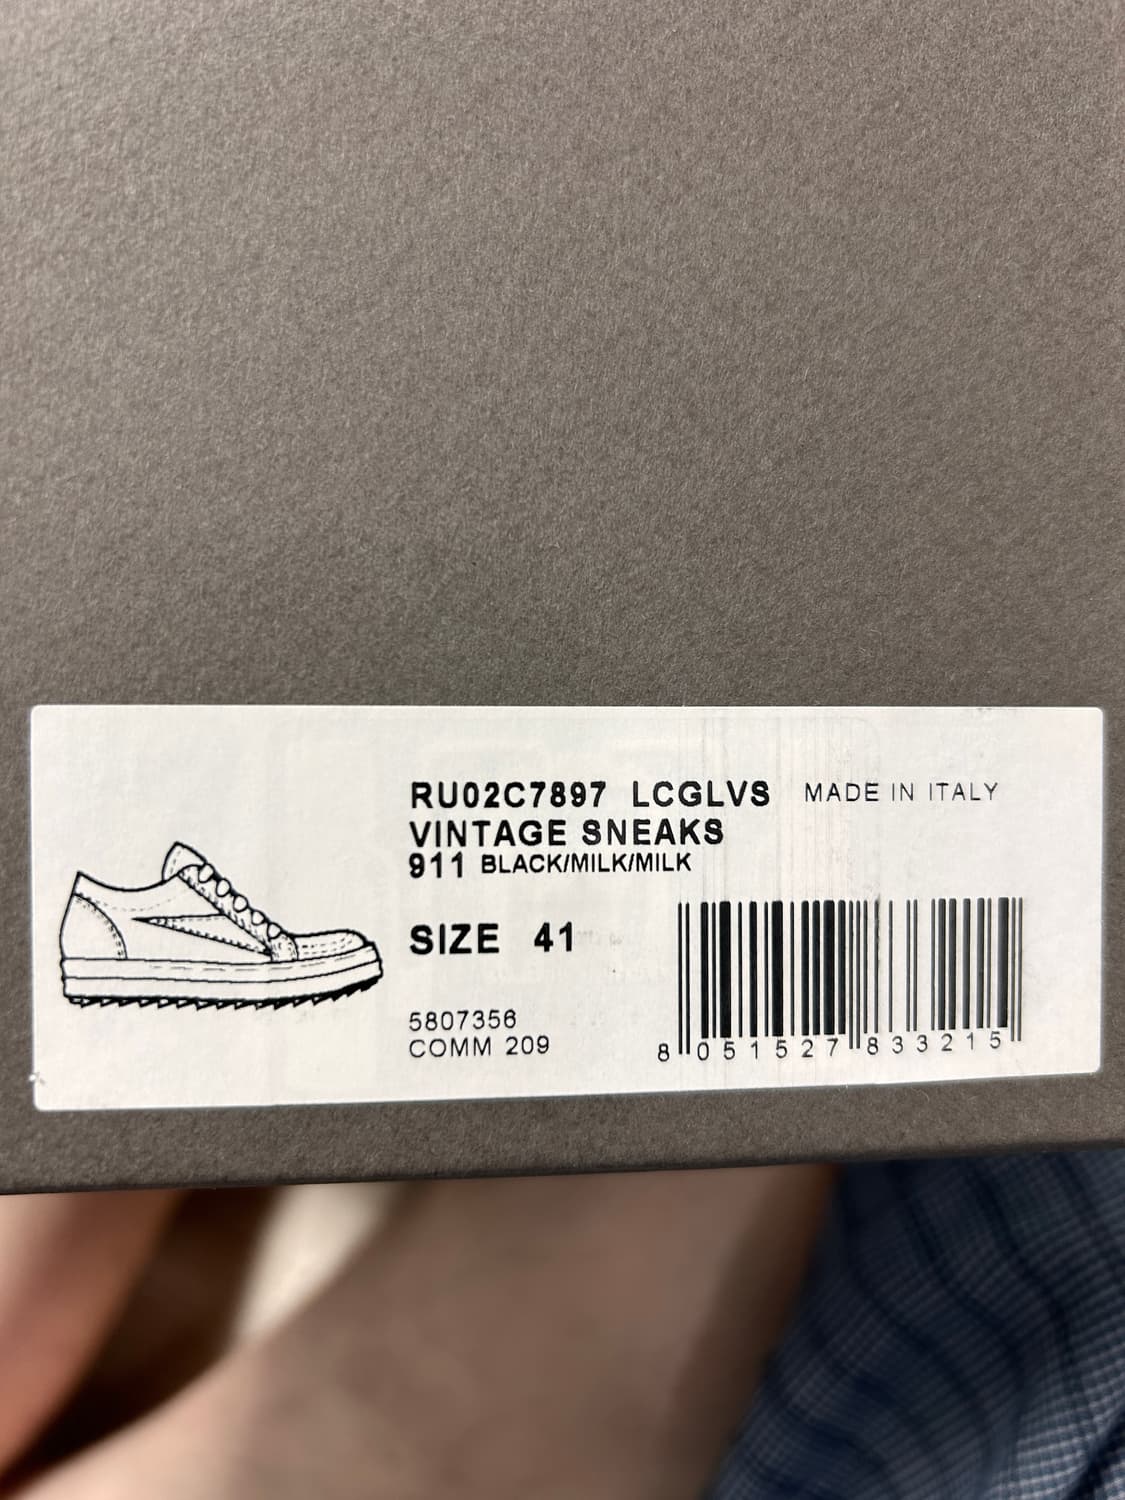 RU02C7897 LCGLVS MADE IN ITALY
VINTAGE SNEAKS
911 BLACK/MILK/MILK
SIZE 41
5807356
COMM 209
8 051527 833215